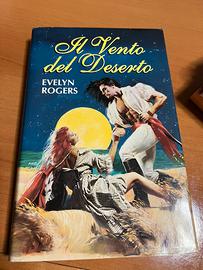 Il Vento
del Deserto
EVELYN
ROGERS